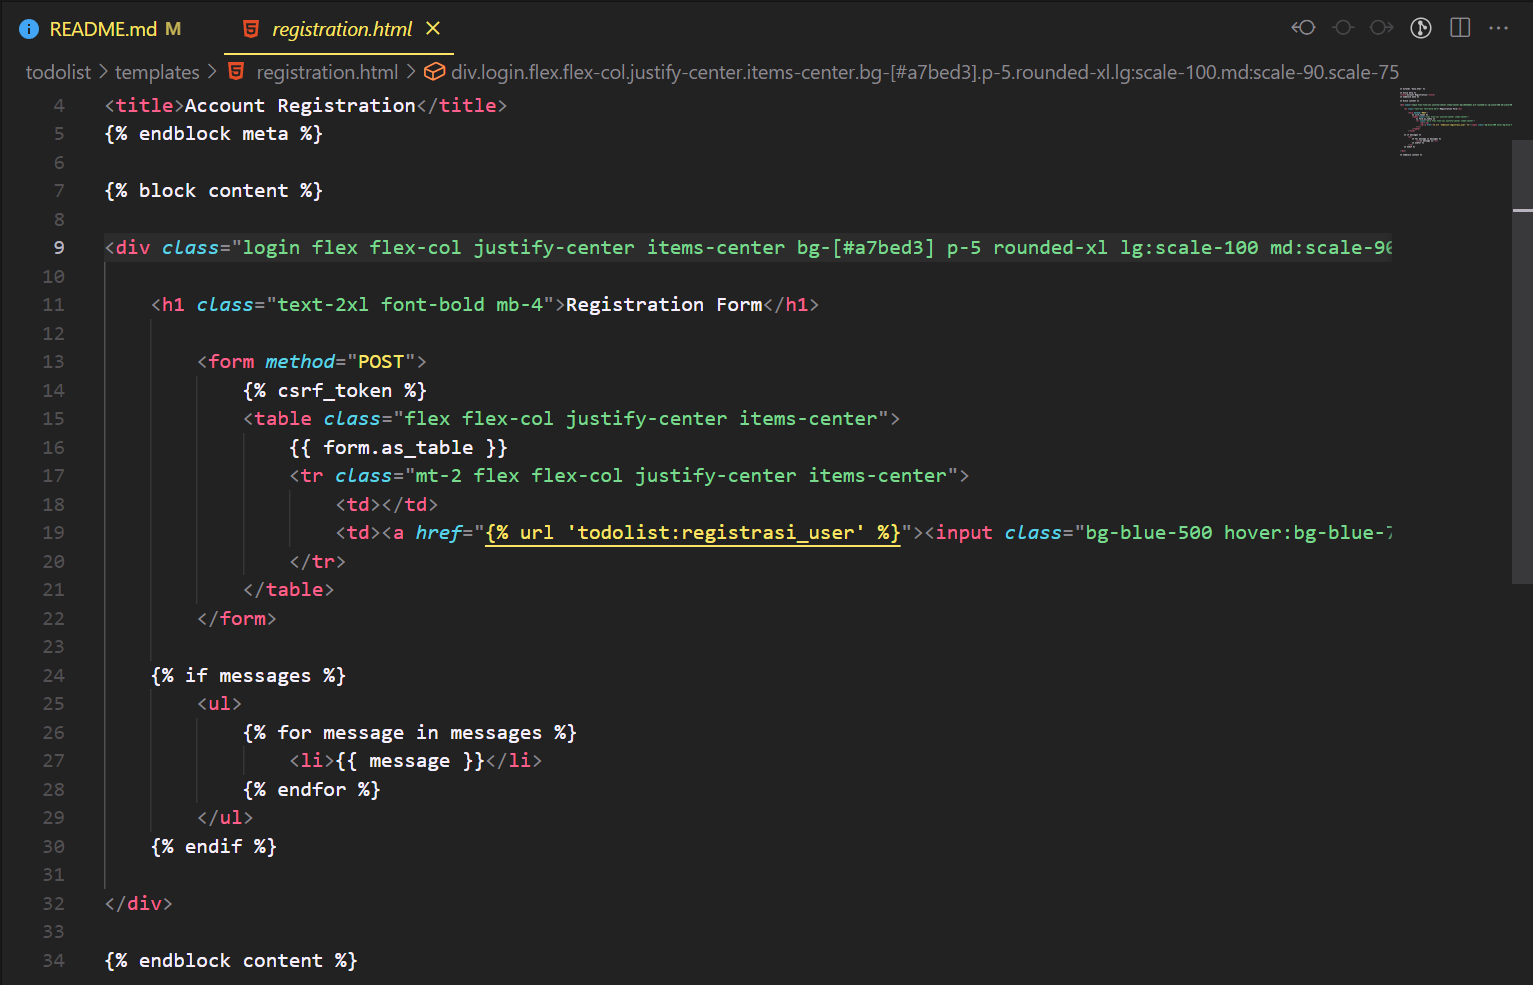 README.md M
registration.html
todolist > templates > registration.html > div.login.flex.flex-col.justify-center.items-center.bg-[#a7bed3].p-5.rounded-xl.lg:scale-100.md:scale-90.scale-75
4 <title>Account Registration</title>
5 {% endblock meta %}
6
7 {% block content %}
8
9 <div class="login flex flex-col justify-center items-center bg-[#a7bed3] p-5 rounded-xl lg:scale-100 md:scale-90
10
11 <h1 class="text-2xl font-bold mb-4">Registration Form</h1>
12
13 <form method="POST">
14 {% csrf_token %}
15 <table class="flex flex-col justify-center items-center">
16 {{ form.as_table }}
17 <tr class="mt-2 flex flex-col justify-center items-center">
18 <td></td>
19 <td><a href="{% url 'todolist:registrasi_user' %}"><input class="bg-blue-500 hover:bg-blue-7
20 </tr>
21 </table>
22 </form>
23
24 {% if messages %}
25 <ul>
26 {% for message in messages %}
27 <li>{{ message }}</li>
28 {% endfor %}
29 </ul>
30 {% endif %}
31
32 </div>
33
34 {% endblock content %}